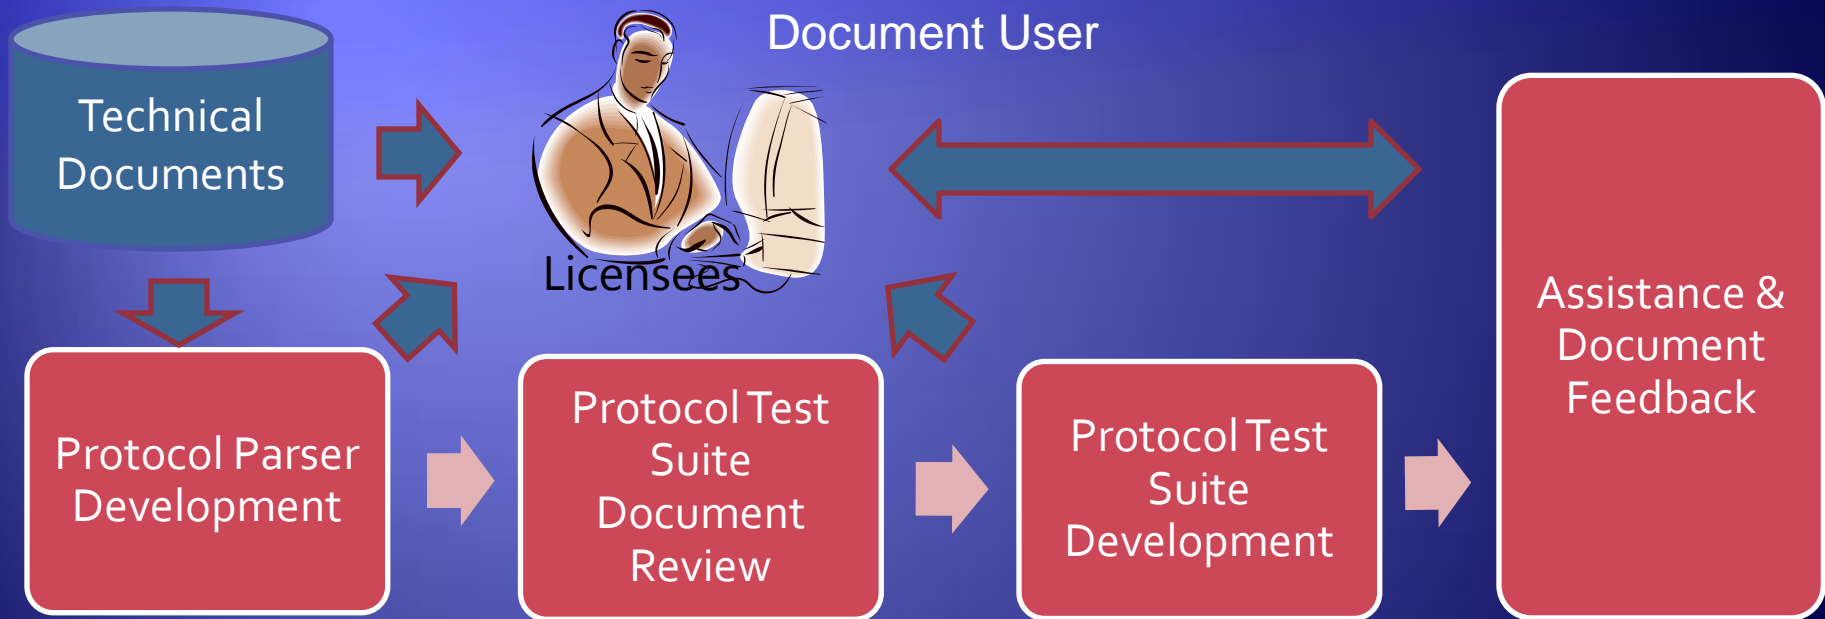 Document User
Technical
Documents
Licensees
Assistance &
Document
Feedback
Protocol Parser
Development
Protocol Test
Suite
Document
Review
Protocol Test
Suite
Development